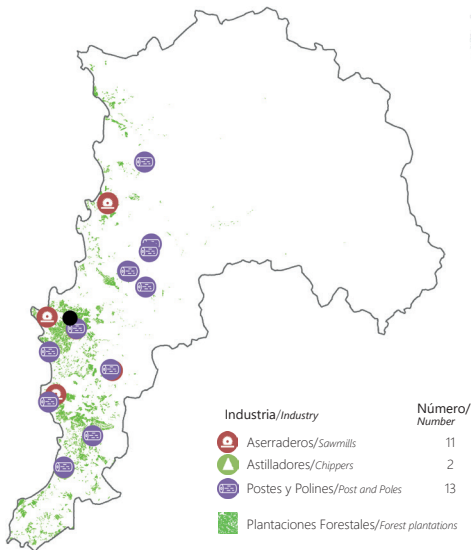 Industria/Industry
Número/
Number
Aserraderos/Sawmills 11
Astilladores/Chippers 2
Postes y Polines/Post and Poles 13
Plantaciones Forestales/Forest plantations